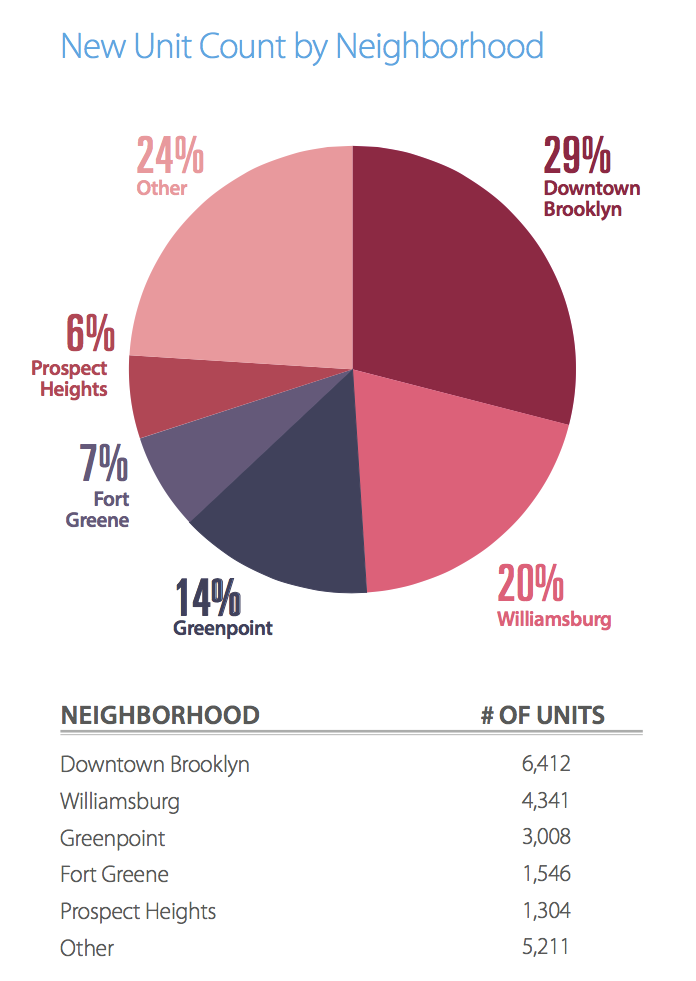 New Unit Count by Neighborhood
24%
Other
29%
Downtown
Brooklyn
6%
Prospect
Heights
7%
Fort
Greene
14%
Greenpoint
20%
Williamsburg
NEIGHBORHOOD # OF UNITS
Downtown Brooklyn 6,412
Williamsburg 4,341
Greenpoint 3,008
Fort Greene 1,546
Prospect Heights 1,304
Other 5,211